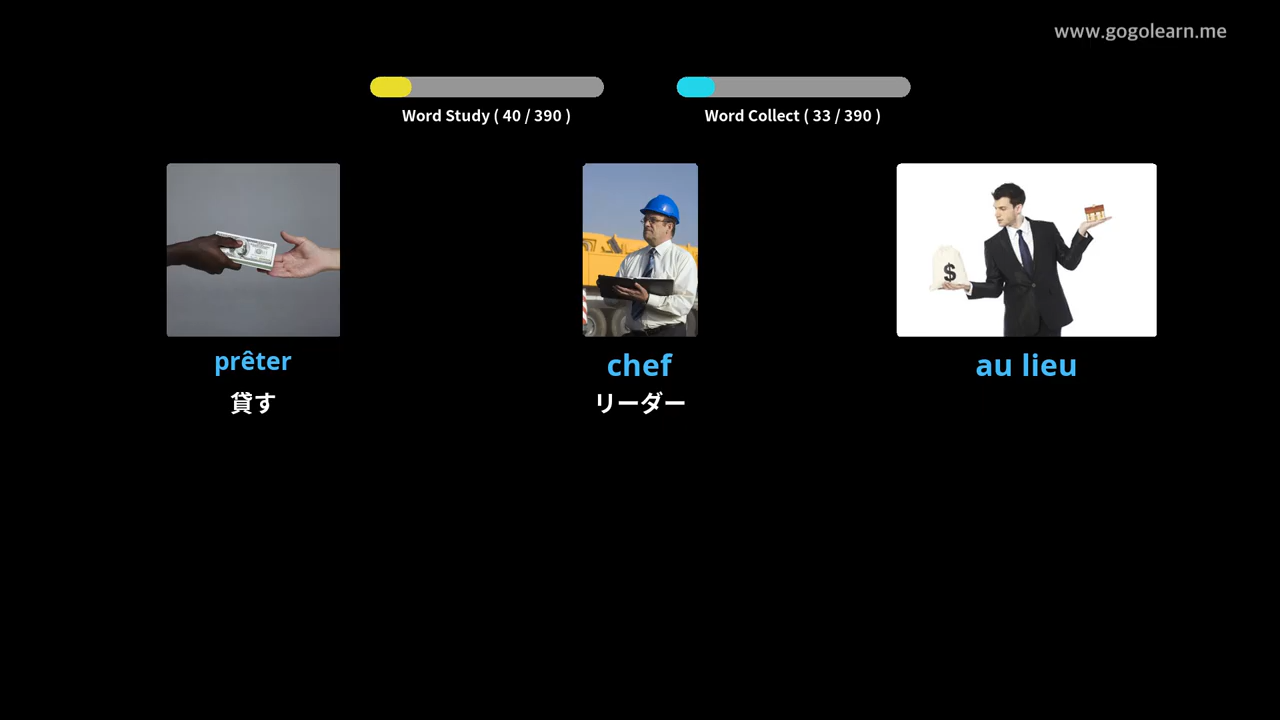 www.gogolearn.me
Word Study ( 40 / 390 )
Word Collect ( 33 / 390 )
$
prêter
chef
au lieu
貸す
リーダー